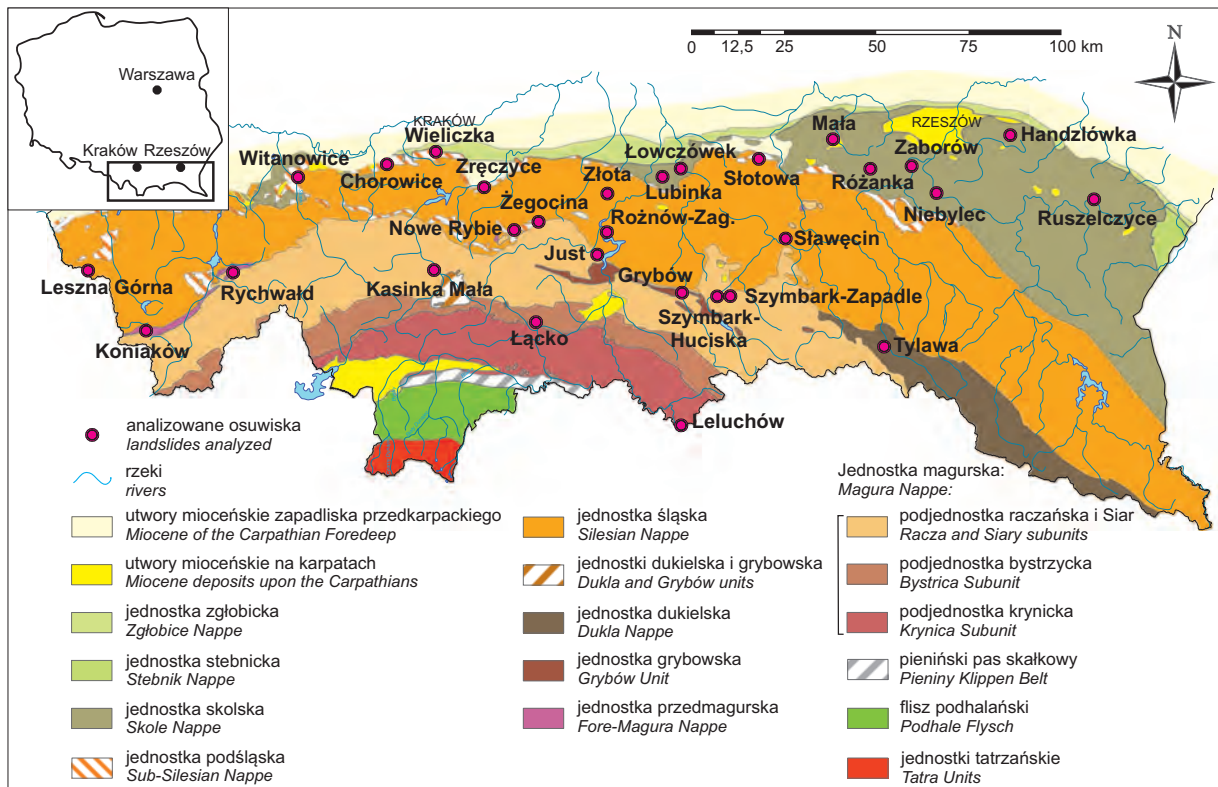 Warszawa
Kraków
Rzeszów
0
12,5
25
50
75
100 km
N
KRAKÓW
Wieliczka
Witanowice
Chorowice
Zręczyce
Żegocina
Nowe Rybie
Złota
Łowczówek
Lubinka
Rożnów-Zag.
Just
Słotowa
Mała
RZESZÓW
Zaborów
Różanka
Niebylec
Handzlówka
Ruszelczyce
Sławęcin
Grybów
Szymbark-Zapadle
Szymbark-
Huciska
Tylawa
Leszna Górna
Rychwałd
Kasinka Mała
Koniaków
Łącko
Leluchów
analizowane osuwiska
landslides analyzed
rzeki
rivers
utwory mioceńskie zapadliska przedkarpackiego
Miocene of the Carpathian Foredeep
utwory mioceńskie na karpatach
Miocene deposits upon the Carpathians
jednostka zgłobicka
Zgłobice Nappe
jednostka stebnicka
Stebnik Nappe
jednostka skolska
Skole Nappe
jednostka podśląska
Sub-Silesian Nappe
jednostka śląska
Silesian Nappe
jednostki dukielska i grybowska
Dukla and Grybów units
jednostka dukielska
Dukla Nappe
jednostka grybowska
Grybów Unit
jednostka przedmagurska
Fore-Magura Nappe
Jednostka magurska:
Magura Nappe:
podjednostka raczańska i Siar
Racza and Siary subunits
podjednostka bystrzycka
Bystrica Subunit
podjednostka krynicka
Krynica Subunit
pieniński pas skałkowy
Pieniny Klippen Belt
flisz podhalański
Podhale Flysch
jednostki tatrzańskie
Tatra Units